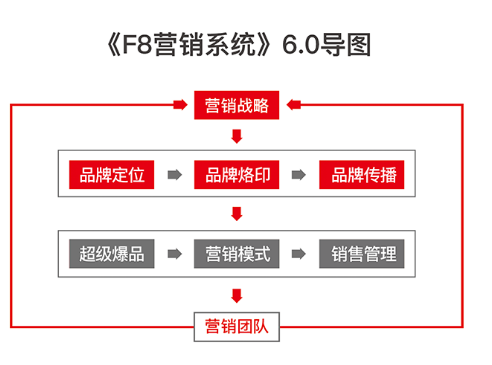 《F8营销系统》6.0导图
营销战略
品牌定位 品牌烙印 品牌传播
超级爆品 营销模式 销售管理
营销团队